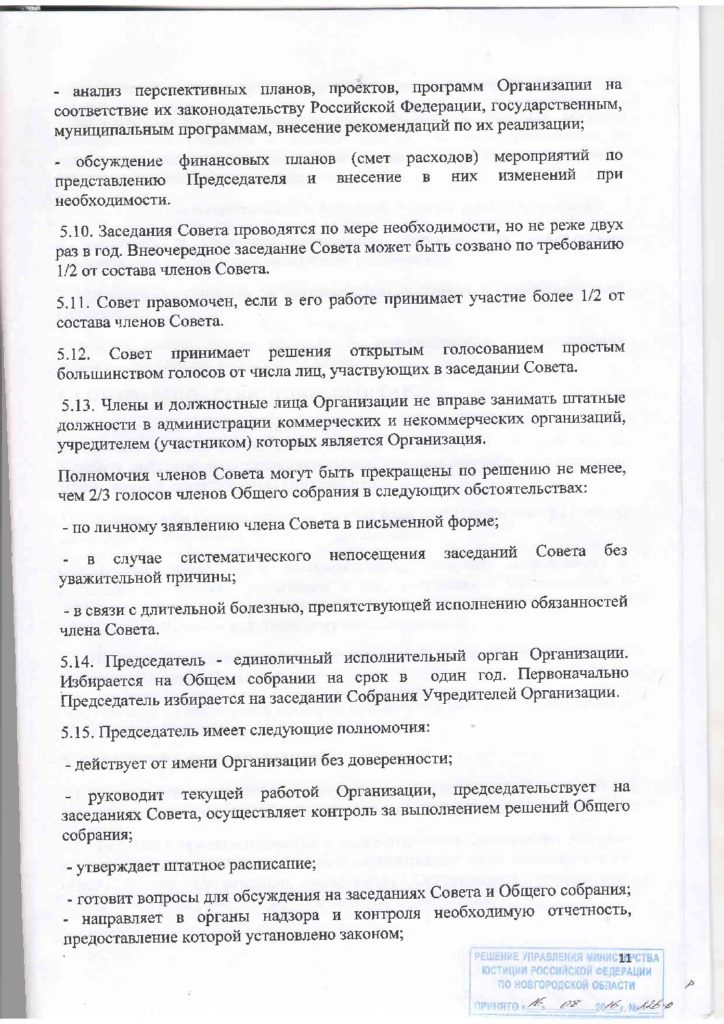 - анализ перспективных планов, проектов, программ Организации на
соответствие их законодательству Российской Федерации, государственным,
муниципальным программам, внесение рекомендаций по их реализации;
- обсуждение финансовых планов (смет расходов) мероприятий по
представлению Председателя и внесение в них изменений при
необходимости.
5.10. Заседания Совета проводятся по мере необходимости, но не реже двух
раз в год. Внеочередное заседание Совета может быть созвано по требованию
1/2 от состава членов Совета.
5.11. Совет правомочен, если в его работе принимает участие более 1/2 от
состава членов Совета.
5.12. Совет принимает решения открытым голосованием простым
большинством голосов от числа лиц, участвующих в заседании Совета.
5.13. Члены и должностные лица Организации не вправе занимать штатные
должности в администрации коммерческих и некоммерческих организаций,
учредителем (участником) которых является Организация.
Полномочия членов Совета могут быть прекращены по решению не менее,
чем 2/3 голосов членов Общего собрания в следующих обстоятельствах:
- по личному заявлению члена Совета в письменной форме;
- в случае систематического непосещения заседаний Совета без
уважительной причины;
- в связи с длительной болезнью, препятствующей исполнению обязанностей
члена Совета.
5.14. Председатель - единоличный исполнительный орган Организации.
Избирается на Общем собрании на срок в один год. Первоначально
Председатель избирается на заседании Собрания Учредителей Организации.
5.15. Председатель имеет следующие полномочия:
- действует от имени Организации без доверенности;
- руководит текущей работой Организации, председательствует на
заседаниях Совета, осуществляет контроль за выполнением решений Общего
собрания;
- утверждает штатное расписание;
- готовит вопросы для обсуждения на заседаниях Совета и Общего собрания;
- направляет в органы надзора и контроля необходимую отчетность,
предоставление которой установлено законом;
11
РЕШЕНИЕ УПРАВЛЕНИЯ МИНИСТЕРСТВА
ЮСТИЦИИ РОССИЙСКОЙ ФЕДЕРАЦИИ
ПО НОВГОРОДСКОЙ ОБЛАСТИ
ПРИНЯТО «16» 08 2016 г. №